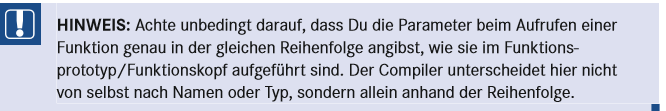 HINWEIS: Achte unbedingt darauf, dass Du die Parameter beim Aufrufen einer
Funktion genau in der gleichen Reihenfolge angibst, wie sie im Funktions-
prototyp/Funktionskopf aufgeführt sind. Der Compiler unterscheidet hier nicht
von selbst nach Namen oder Typ, sondern allein anhand der Reihenfolge.